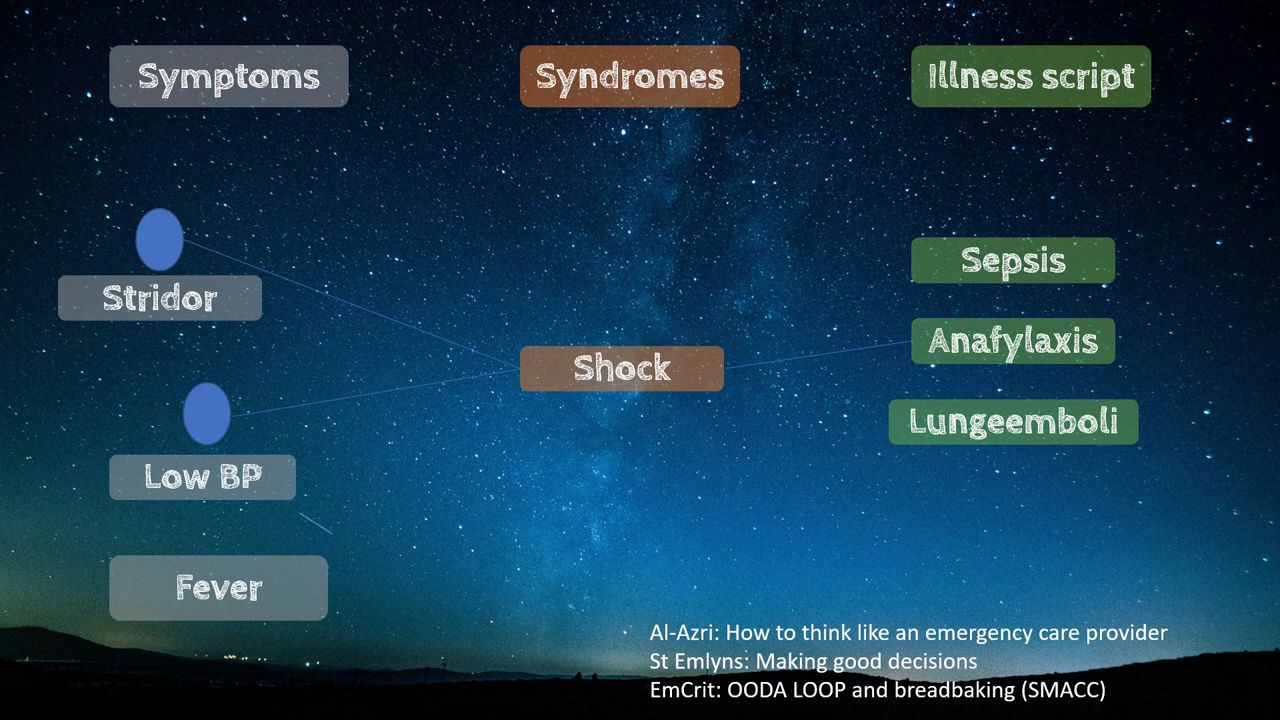 Symptoms
Syndromes
Illness script
Stridor
Low BP
Fever
Shock
Sepsis
Anafylaxis
Lungeemboli
Al-Azri: How to think like an emergency care provider
St Emlyns: Making good decisions
EmCrit: OODA LOOP and breadbaking (SMACC)